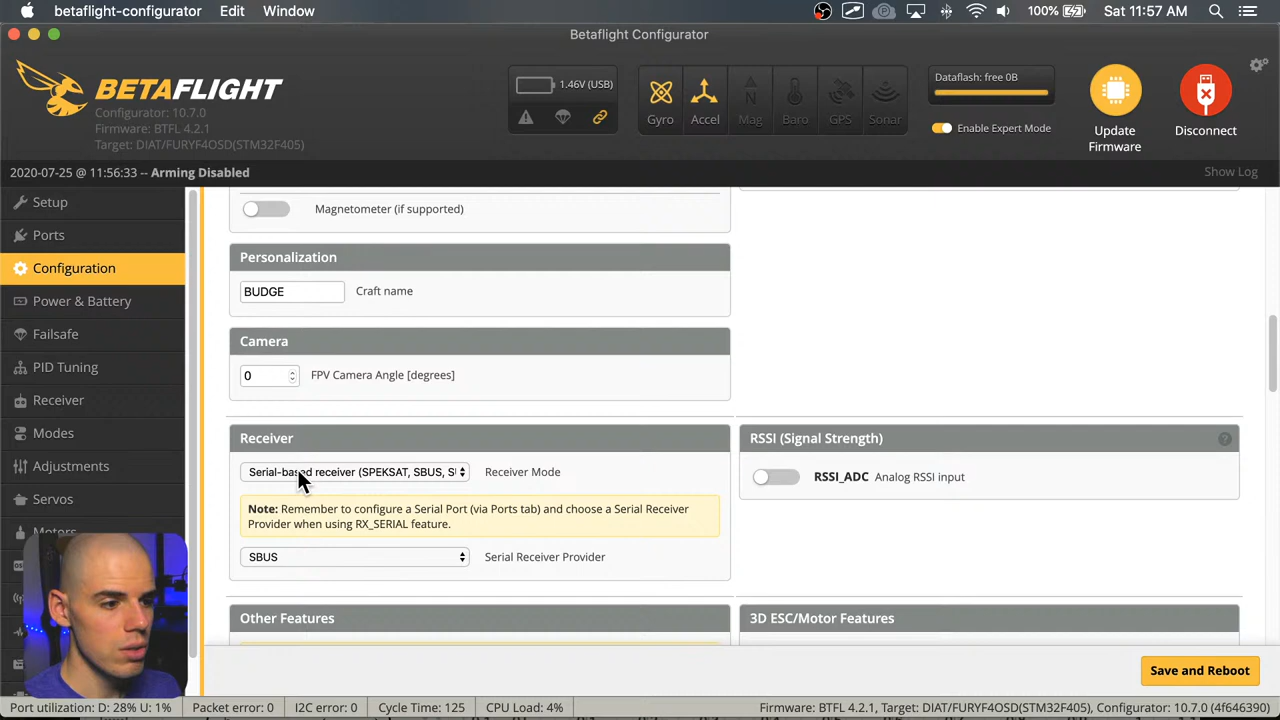 betaflight-configurator Edit Window 100% Sat 11:57 AM
Betaflight Configurator
BETAFLIGHT
Configurator: 10.7.0
Firmware: BTFL 4.2.1
Target: DIAT/FURYF4OSD(STM32F405)
1.46V (USB)
Gyro
Accel
Mag
Baro
GPS
Sonar
Dataflash: free 0B
Enable Expert Mode
Update
Firmware
Disconnect
2020-07-25 @ 11:56:33 -- Arming Disabled
Show Log
Setup
Ports
Configuration
Power & Battery
Failsafe
PID Tuning
Receiver
Modes
Adjustments
Servos
Motors
Magnetometer (if supported)
Personalization
BUDGE Craft name
Camera
0 FPV Camera Angle [degrees]
Receiver
Serial-based receiver (SPEKSAT, SBUS, Receiver Mode
Note: Remember to configure a Serial Port (via Ports tab) and choose a Serial Receiver
Provider when using RX_SERIAL feature.
SBUS Serial Receiver Provider
RSSI (Signal Strength) ?
RSSI_ADC Analog RSSI input
Other Features
3D ESC/Motor Features
Save and Reboot
Port utilization: D: 28% U: 1% Packet error: 0 I2C error: 0 Cycle Time: 125 CPU Load: 4% Firmware: BTFL 4.2.1, Target: DIAT/FURYF4OSD(STM32F405), Configurator: 10.7.0 (4f646390)